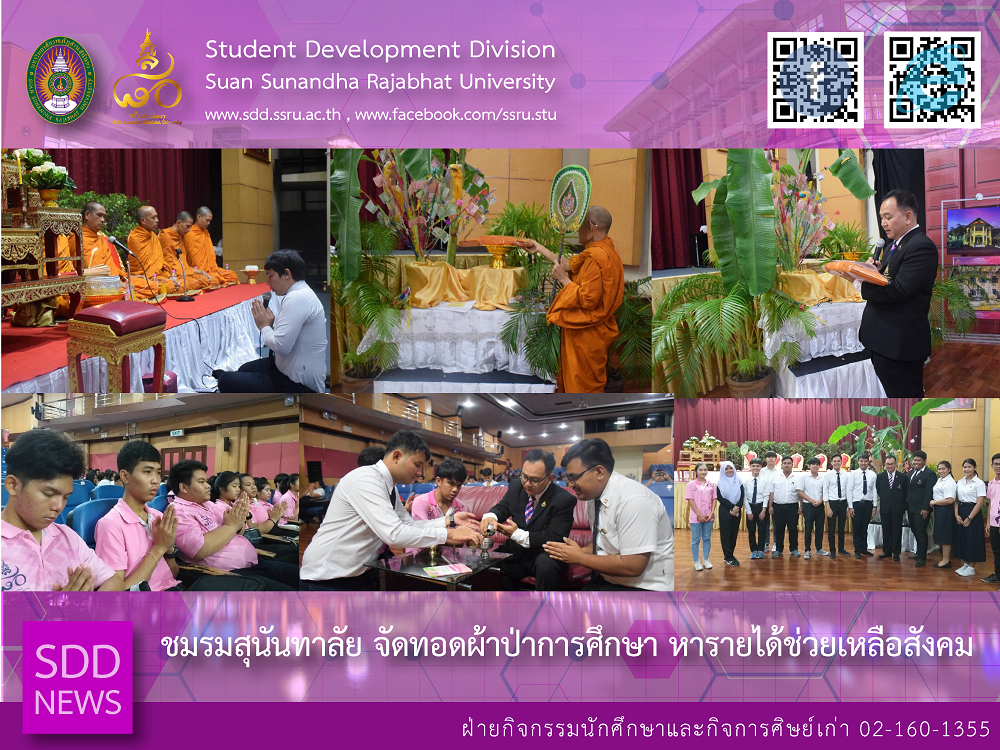 Student Development Division
Suan Sunandha Rajabhat University
www.sdd.ssru.ac.th , www.facebook.com/ssru.stu
SDD
NEWS
ชมรมสุนันทาลัย จัดทอดผ้าป่าการศึกษา หารายได้ช่วยเหลือสังคม
ฝ่ายกิจกรรมนักศึกษาและกิจการศิษย์เก่า 02-160-1355